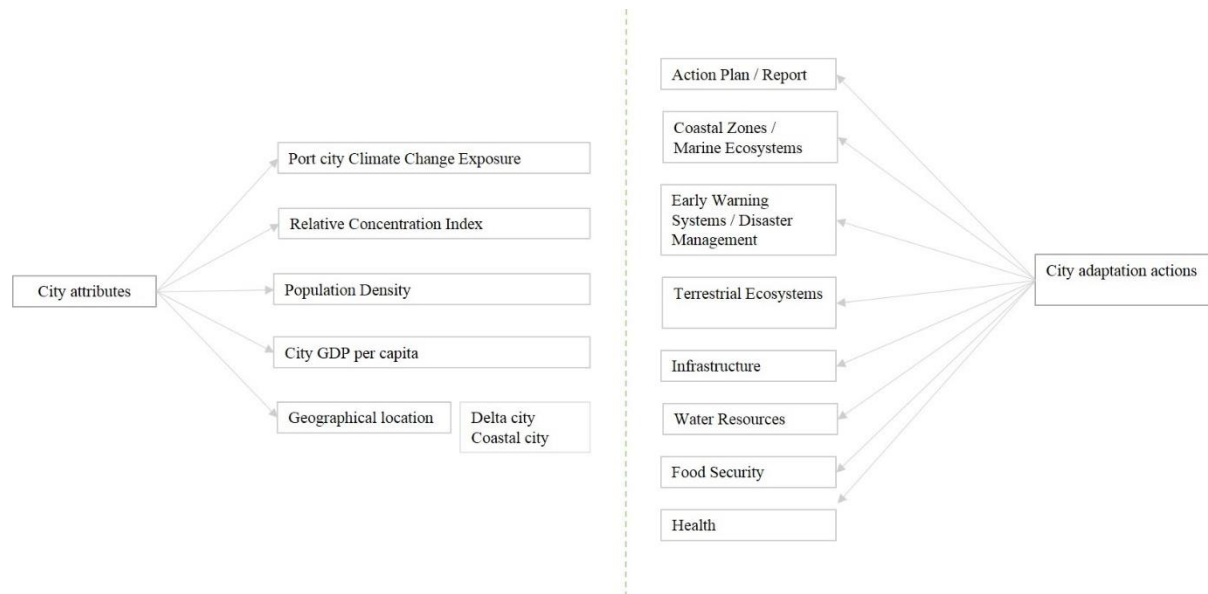 City attributes
Port city Climate Change Exposure
Relative Concentration Index
Population Density
City GDP per capita
Geographical location
Delta city
Coastal city
Action Plan / Report
Coastal Zones /
Marine Ecosystems
Early Warning
Systems / Disaster
Management
Terrestrial Ecosystems
Infrastructure
Water Resources
Food Security
Health
City adaptation actions